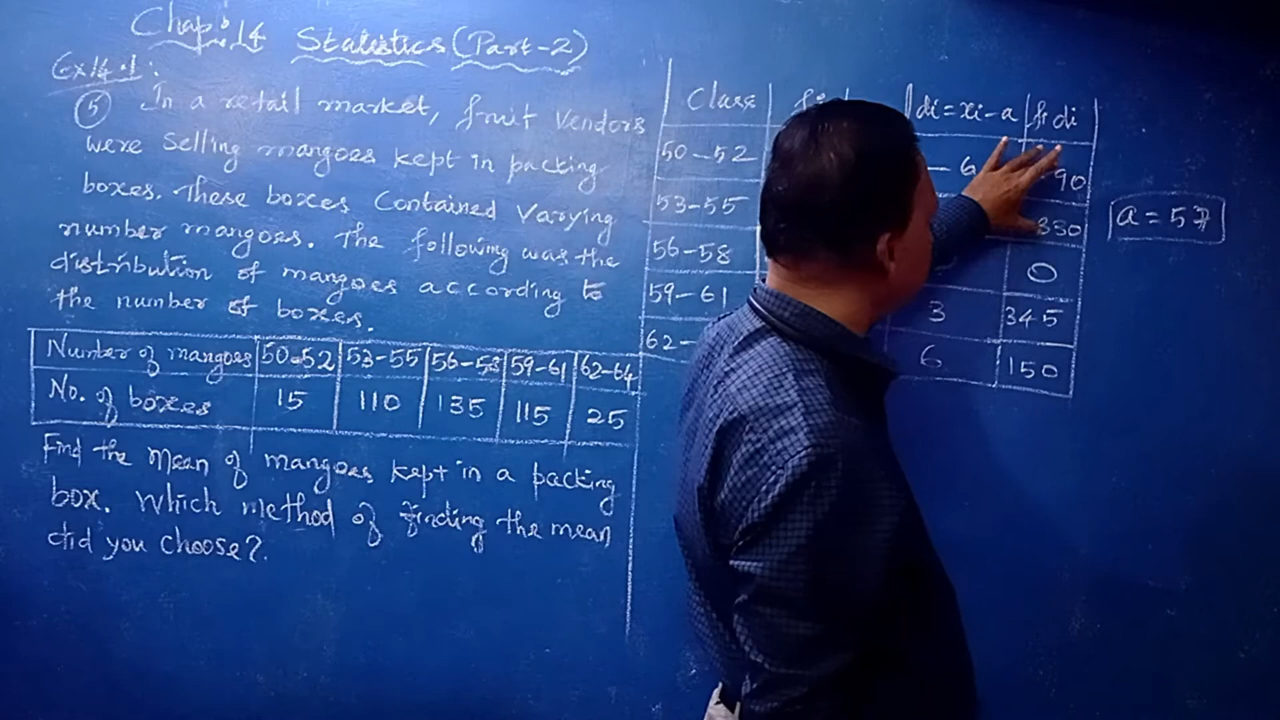 Chap: 14 Statistics (Part-2)
Ex 14.1:
⑤ In a retail market, fruit vendors
were selling mangoes kept in packing
boxes. These boxes contained varying
number mangoes. The following was the
distribution of mangoes according to
the number of boxes.
Number of mangoes 50-52 53-55 56-58 59-61 62-64
No. of boxes 15 110 135 115 25
Find the mean of mangoes kept in a packing
box. Which method of finding the mean
did you choose?
Class di = xi - a fi di
50-52 -6 90
53-55 330
56-58 0
59-61 3 345
62- 6 150
a = 57